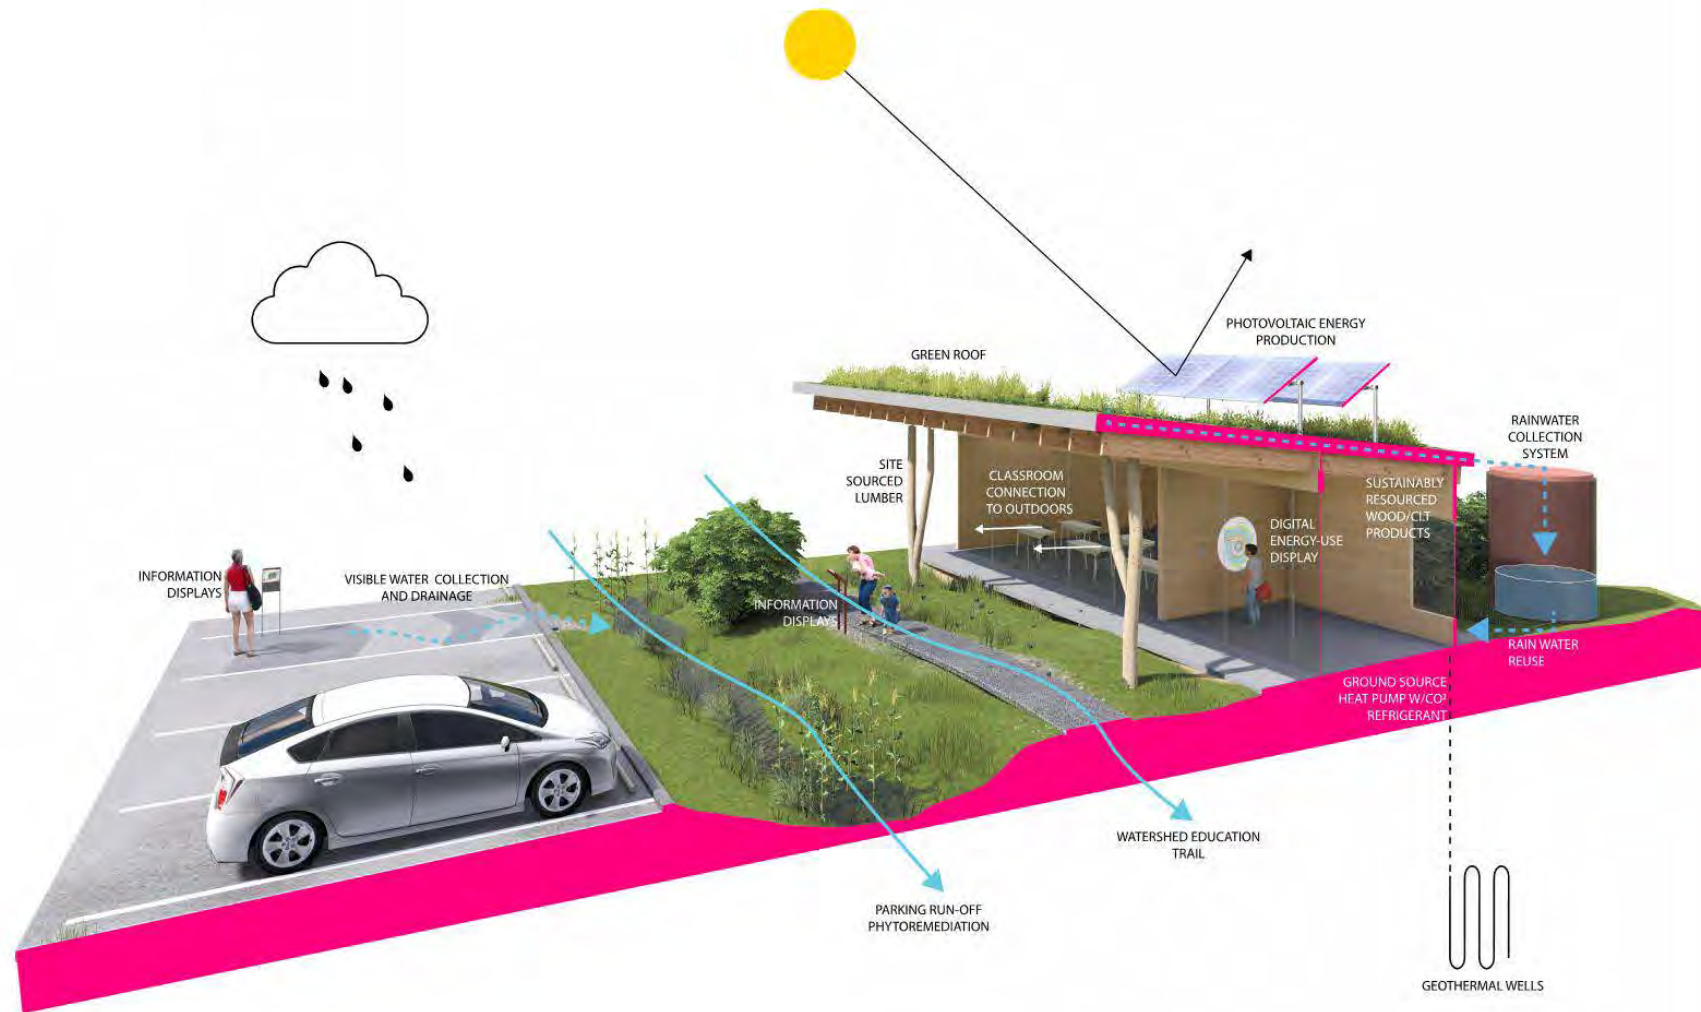 PHOTOVOLTAIC ENERGY
PRODUCTION
GREEN ROOF
RAINWATER
COLLECTION
SYSTEM
SITE
SOURCED
LUMBER
CLASSROOM
CONNECTION
TO OUTDOORS
SUSTAINABLY
RESOURCED
WOOD/CLT
PRODUCTS
DIGITAL
ENERGY-USE
DISPLAY
INFORMATION
DISPLAYS
VISIBLE WATER COLLECTION
AND DRAINAGE
INFORMATION
DISPLAYS
RAIN WATER
REUSE
GROUND SOURCE
HEAT PUMP W/CO²
REFRIGERANT
WATERSHED EDUCATION
TRAIL
PARKING RUN-OFF
PHYTOREMEDIATION
GEOTHERMAL WELLS